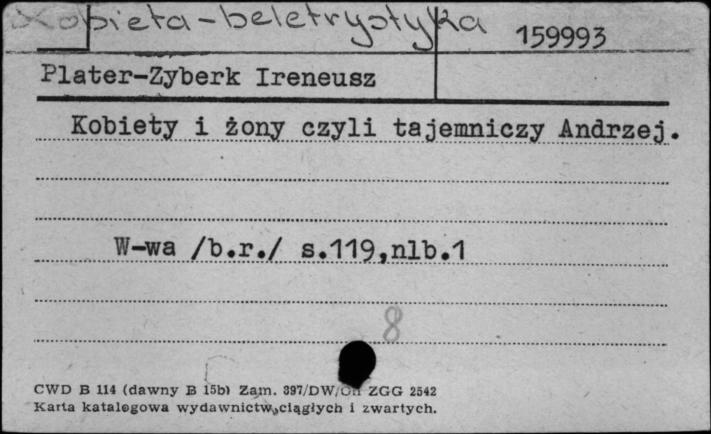 Kobieta-beletrystyka
159993
Plater-Zyberk Ireneusz
Kobiety i żony czyli tajemniczy Andrzej.
W-wa /b.r./ s.119,nlb.1
8
CWD B 114 (dawny B 15b) Zam. 397/DW/ ZGG 2542
Karta katalogowa wydawnictw ciągłych i zwartych.